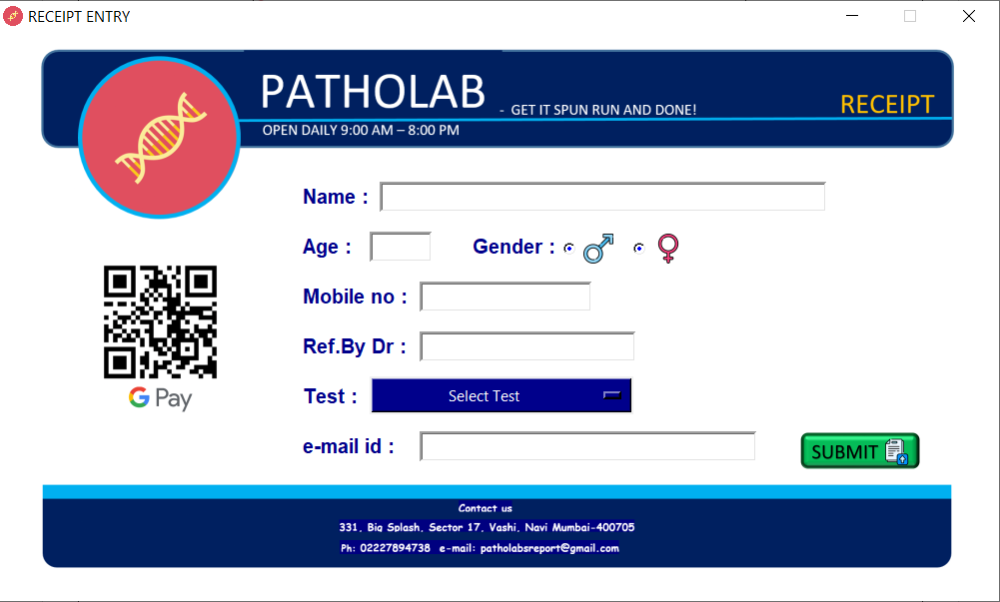 RECEIPT ENTRY
PATHOLAB
- GET IT SPUN RUN AND DONE!
RECEIPT
OPEN DAILY 9:00 AM – 8:00 PM
Name :
Age :
Gender :
Mobile no :
Ref.By Dr :
G Pay
Test :
Select Test
e-mail id :
SUBMIT
Contact us
331, Big Splash, Sector 17, Vashi, Navi Mumbai-400705
Ph: 02227894738 e-mail: patholabsreport@gmail.com